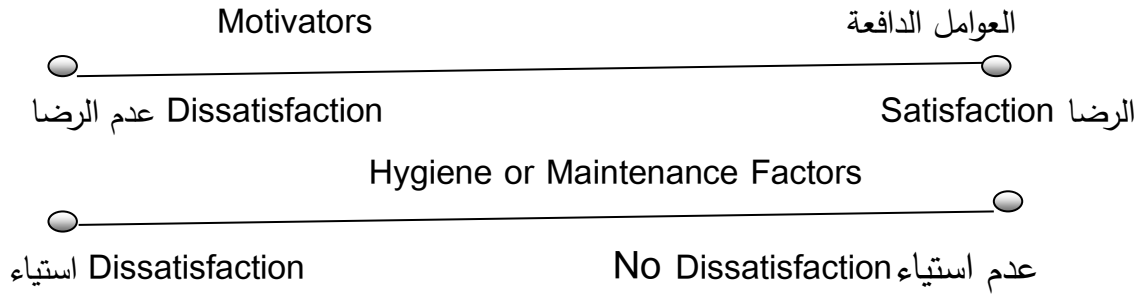 Motivators العوامل الدافعة
عدم الرضا Dissatisfaction الرضا Satisfaction
Hygiene or Maintenance Factors
استياء Dissatisfaction عدم استياء No Dissatisfaction